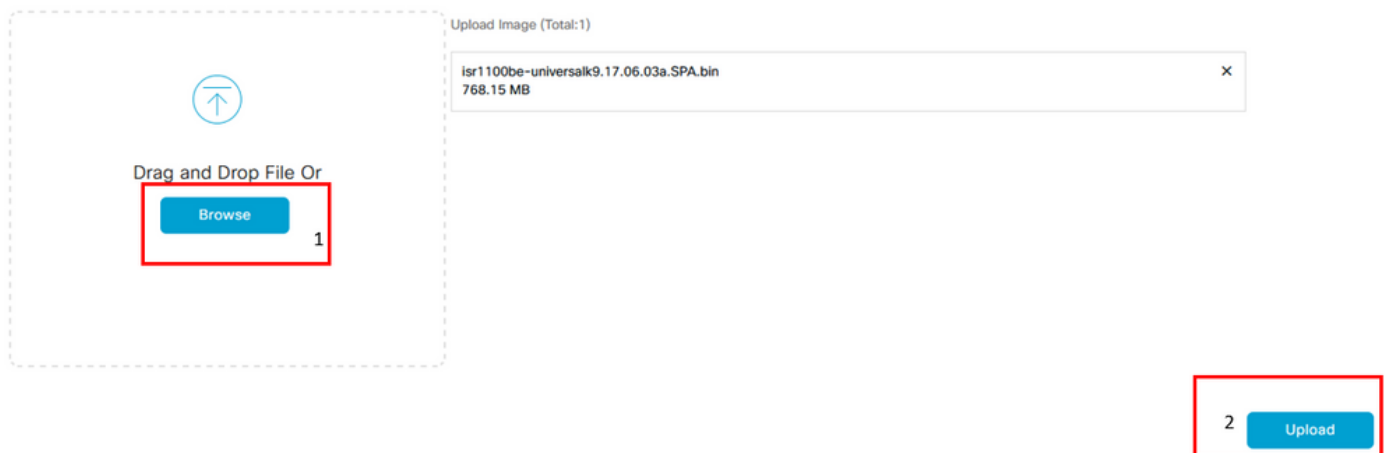 Upload Image (Total:1)
isr1100be-universalk9.17.06.03a.SPA.bin
×
768.15 MB
Drag and Drop File Or
Browse
1
2
Upload